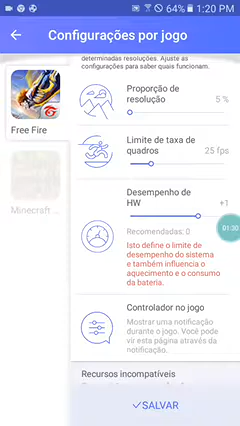 64% 1:20 PM
Configurações por jogo
determinadas resoluções. Ajuste as
configurações para saber quais funcionam.
Free Fire
Minecraft ...
Proporção de
resolução
5 %
Limite de taxa de
quadros
25 fps
Desempenho de
HW
+1
Recomendadas: 0
Isto define o limite de
desempenho do sistema
e também influencia o
aquecimento e o consumo
da bateria.
01:30
Controlador no jogo
Mostrar uma notificação
durante o jogo. Você pode
vir esta página através da
notificação.
Recursos incompatíveis
SALVAR